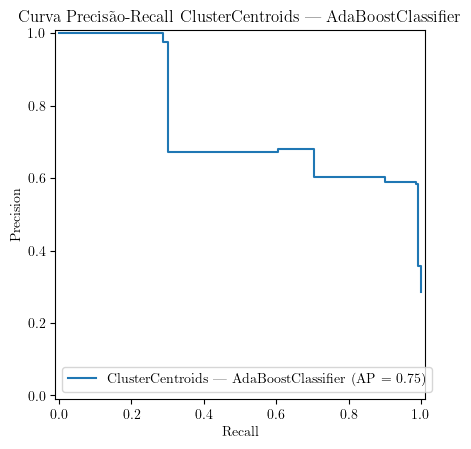 Curva Precisão-Recall ClusterCentroids — AdaBoostClassifier
1.0
0.8
0.6
0.4
0.2
0.0
Precision
ClusterCentroids — AdaBoostClassifier (AP = 0.75)
0.0 0.2 0.4 0.6 0.8 1.0
Recall